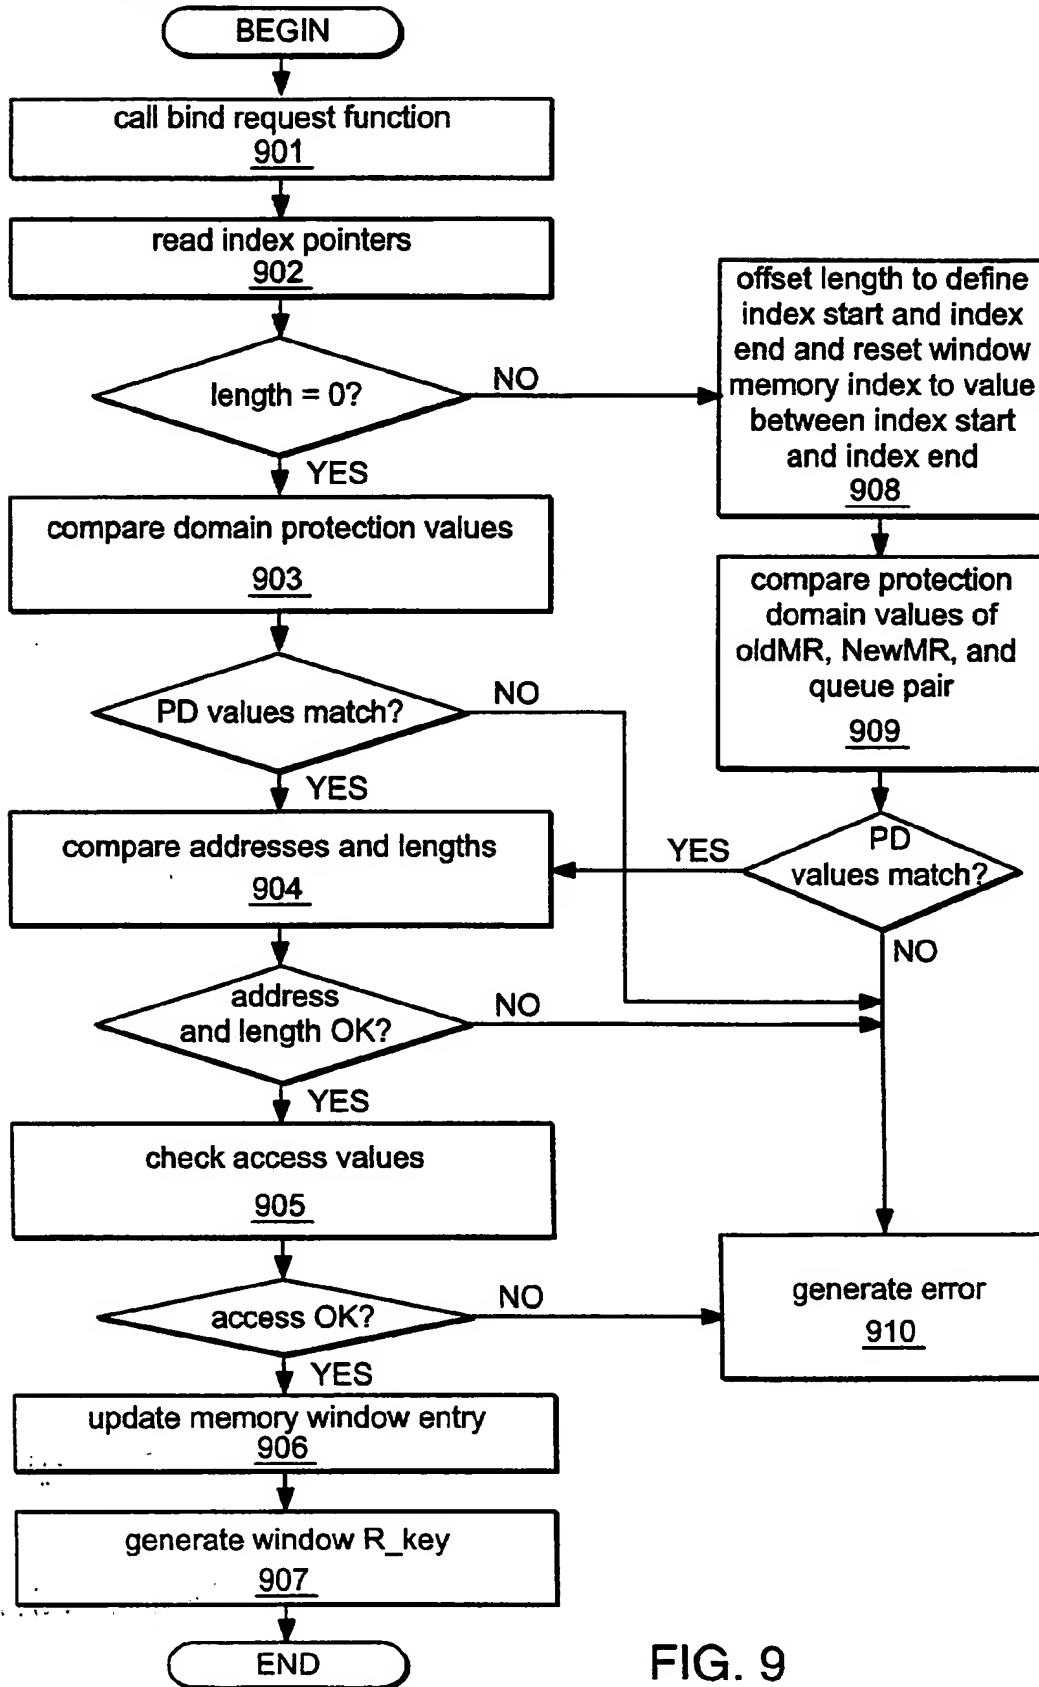 BEGIN
call bind request function
901
read index pointers
902
length = 0?
NO
YES
offset length to define
index start and index
end and reset window
memory index to value
between index start
and index end
908
compare domain protection values
903
compare protection
domain values of
oldMR, NewMR, and
queue pair
909
PD values match?
NO
YES
PD
values match?
YES
NO
compare addresses and lengths
904
address
and length OK?
NO
YES
check access values
905
access OK?
NO
YES
generate error
910
update memory window entry
906
generate window R_key
907
END
FIG. 9